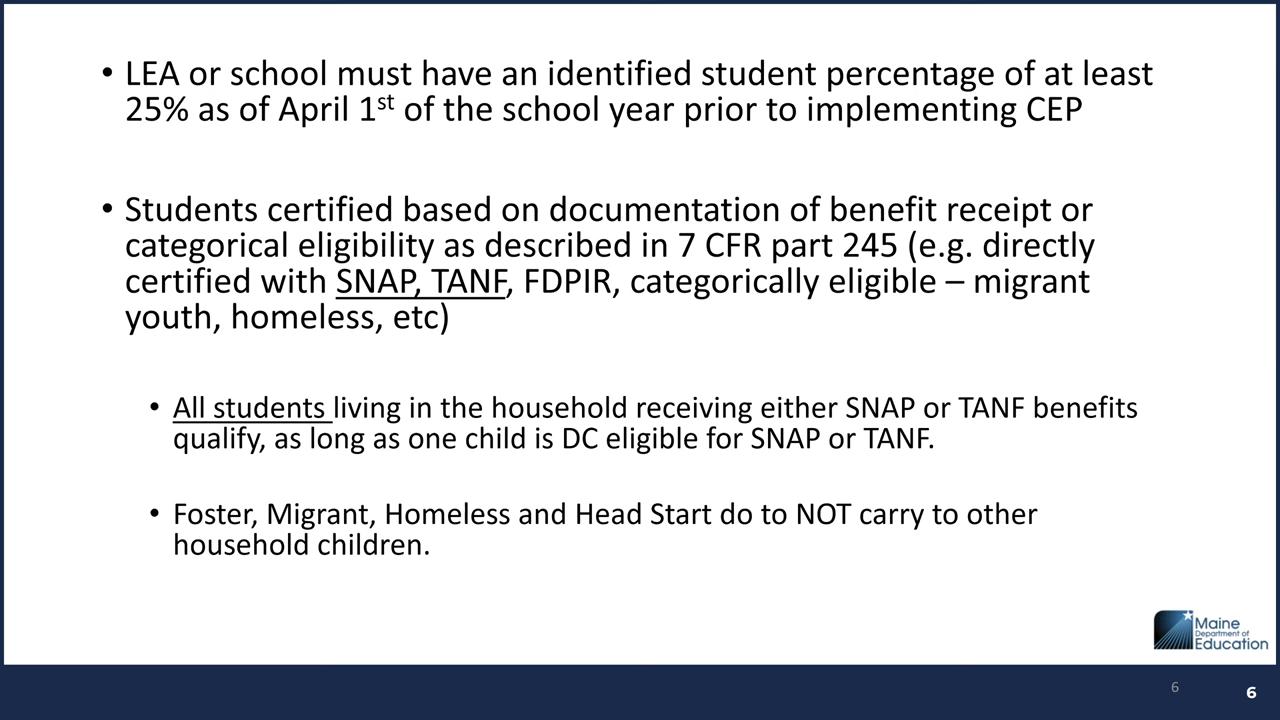 • LEA or school must have an identified student percentage of at least
25% as of April 1st of the school year prior to implementing CEP
• Students certified based on documentation of benefit receipt or
categorical eligibility as described in 7 CFR part 245 (e.g. directly
certified with SNAP, TANF, FDPIR, categorically eligible – migrant
youth, homeless, etc)
• All students living in the household receiving either SNAP or TANF benefits
qualify, as long as one child is DC eligible for SNAP or TANF.
• Foster, Migrant, Homeless and Head Start do to NOT carry to other
household children.
Maine
Department of
Education
6
6